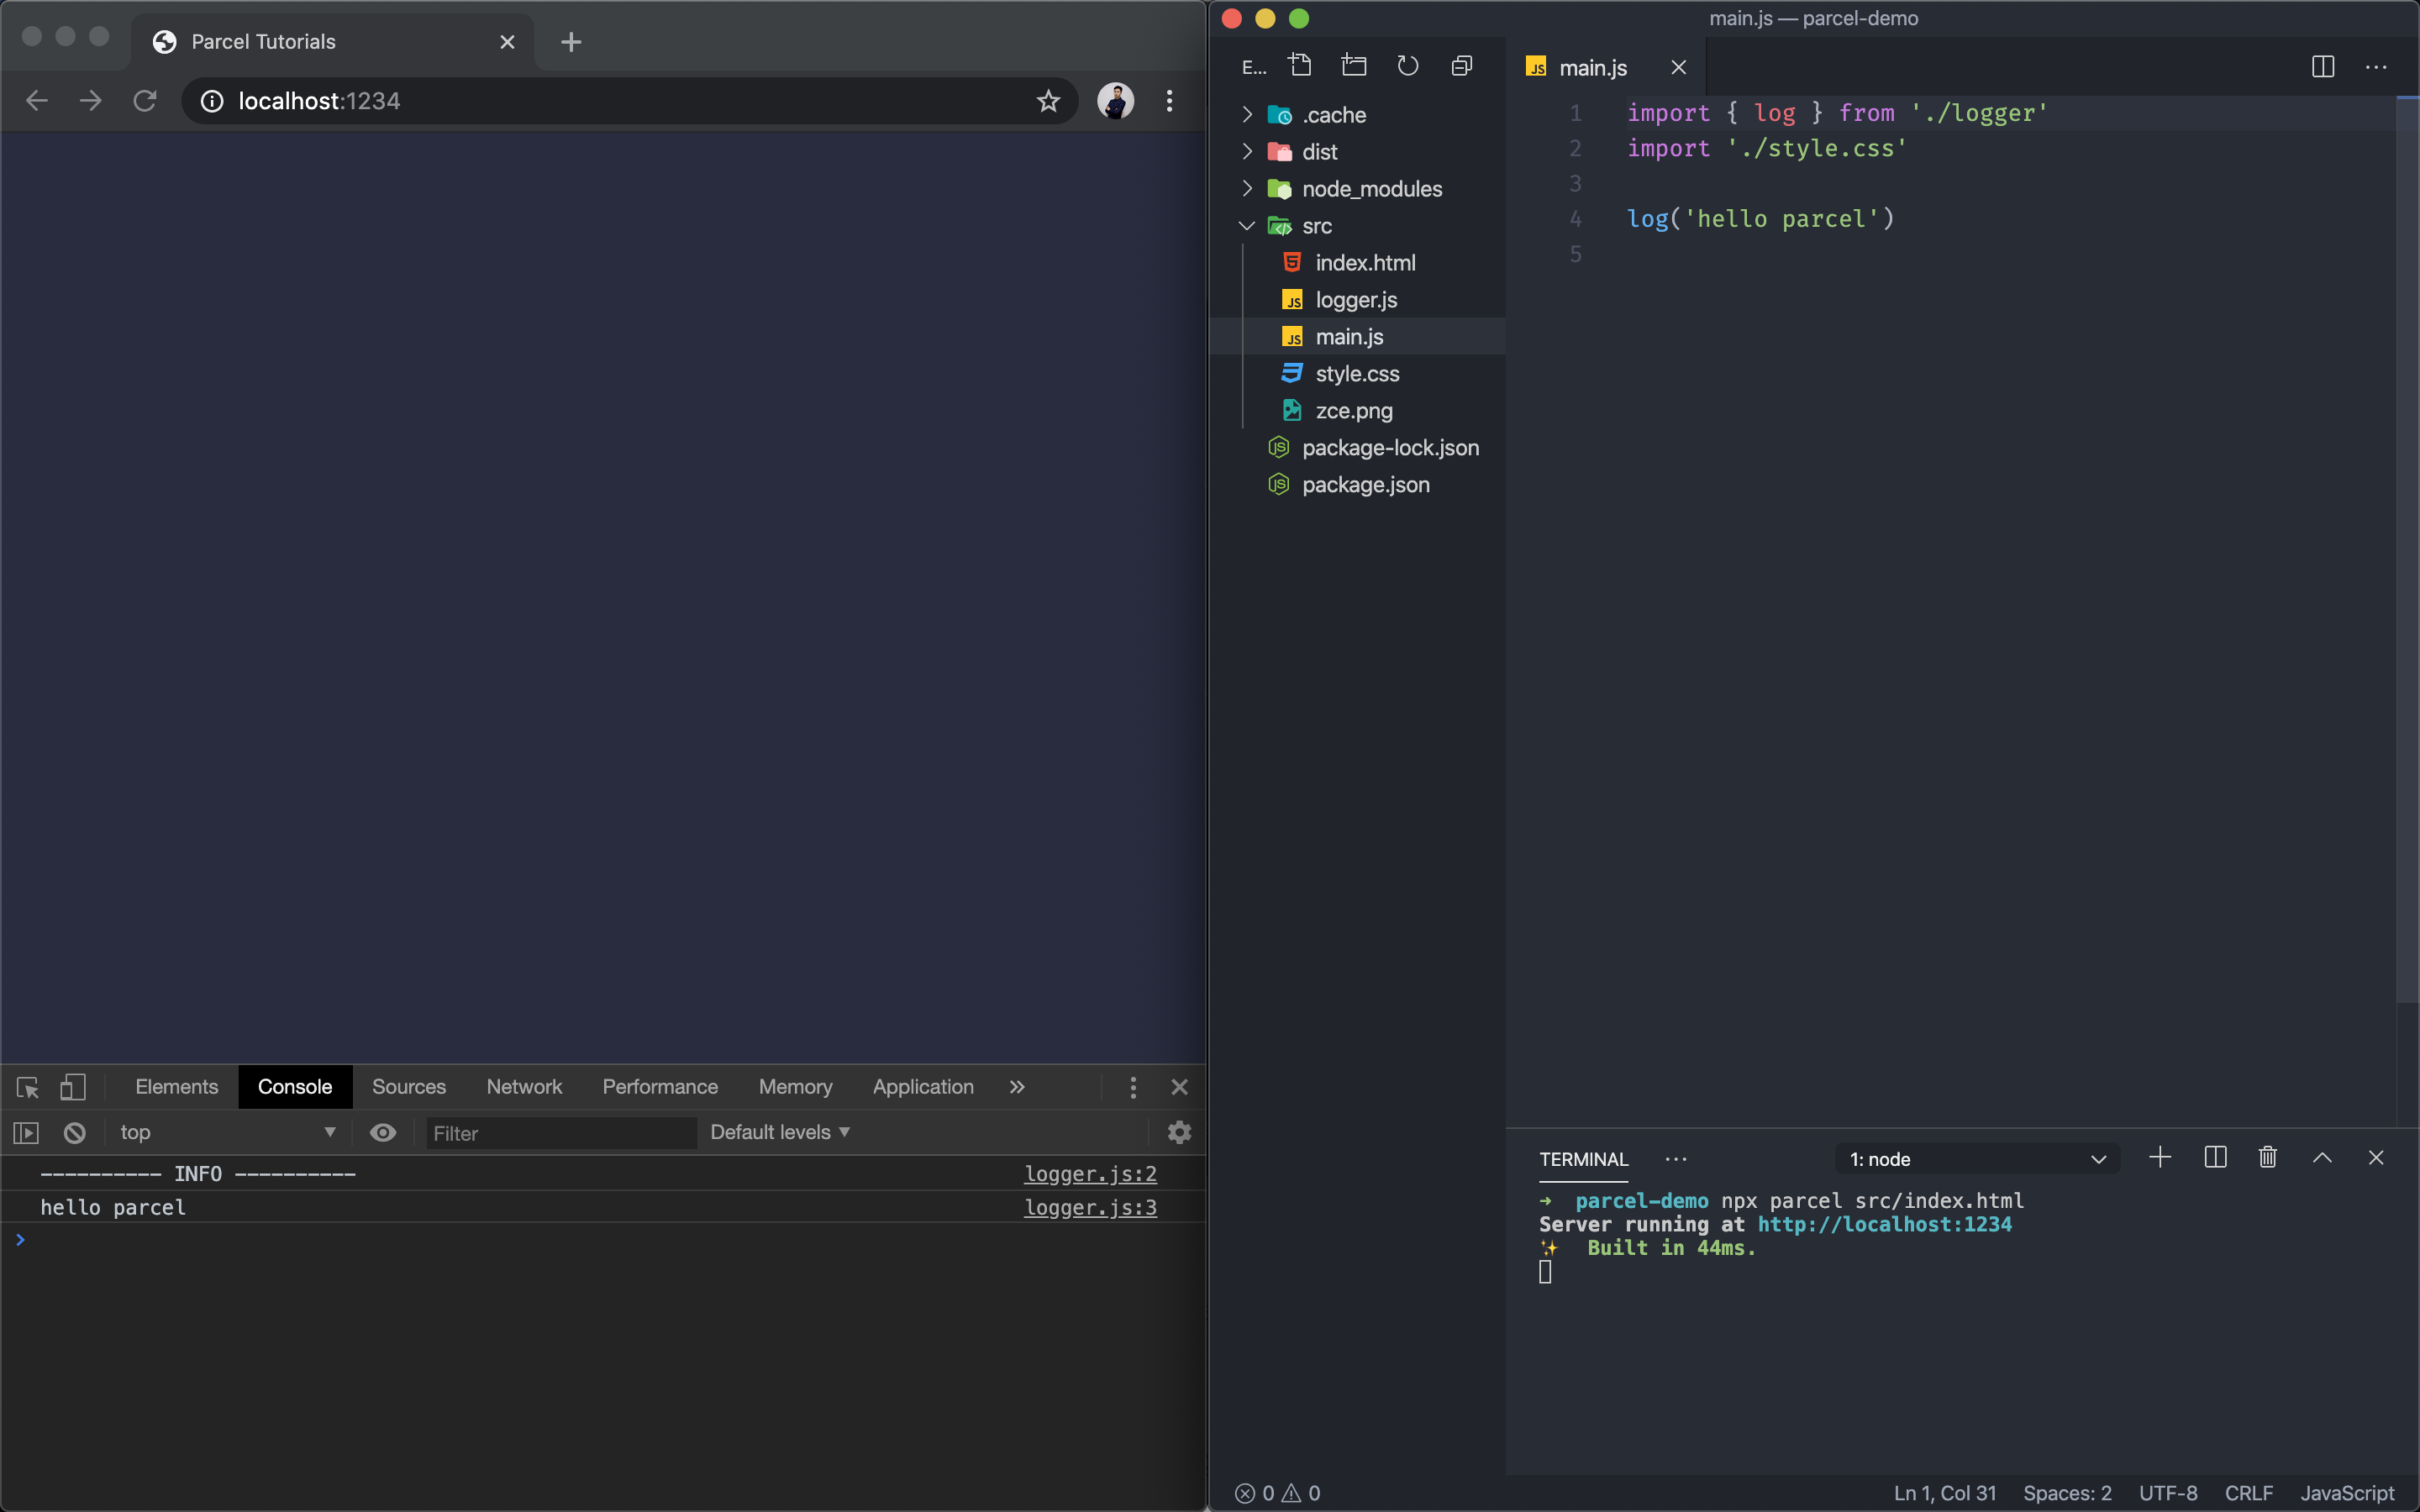 Parcel Tutorials
localhost:1234
Elements Console Sources Network Performance Memory Application
top Filter Default levels
---------- INFO ---------- logger.js:2
hello parcel logger.js:3
main.js — parcel-demo
E...
.cache
dist
node_modules
src
index.html
JS logger.js
JS main.js
style.css
zce.png
JS package-lock.json
JS package.json
JS main.js
1 import { log } from './logger'
2 import './style.css'
3
4 log('hello parcel')
5
TERMINAL 1: node
→ parcel-demo npx parcel src/index.html
Server running at http://localhost:1234
✨ Built in 44ms.
0 0 Ln 1, Col 31 Spaces: 2 UTF-8 CRLF JavaScript